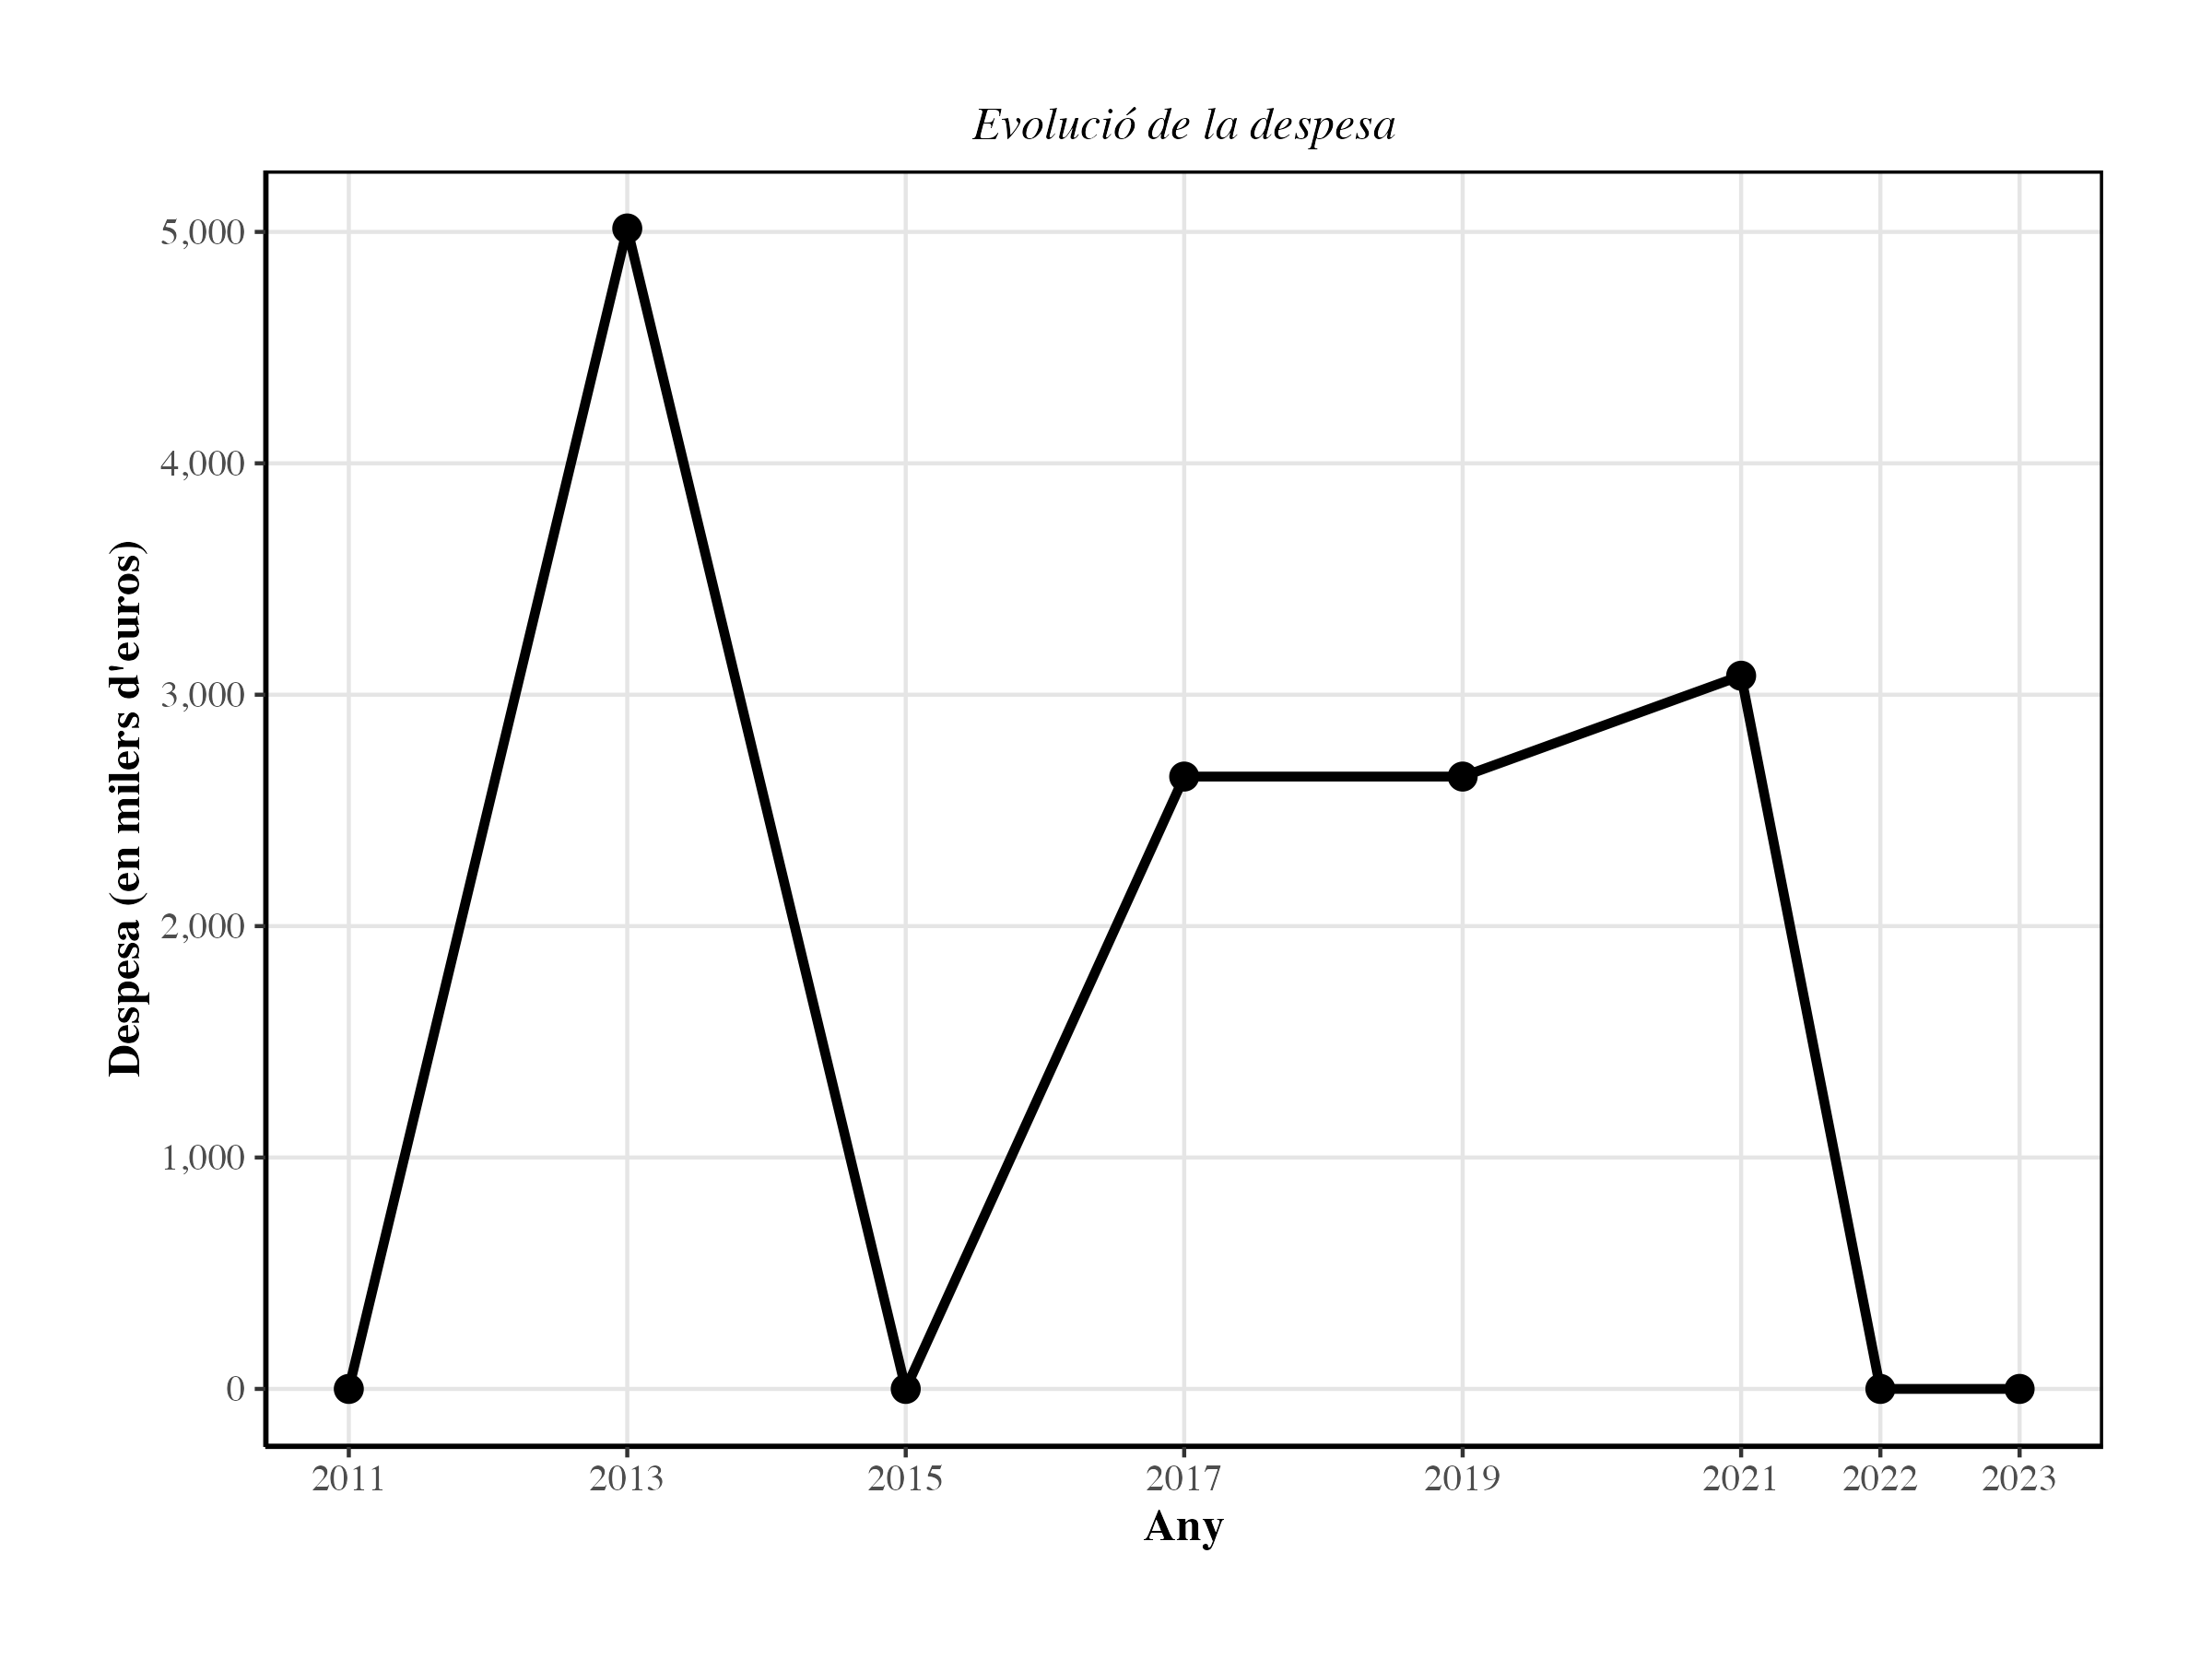 Evolució de la despesa
Despesa (en milers d'euros)
5,000
4,000
3,000
2,000
1,000
0
2011 2013 2015 2017 2019 2021 2022 2023
Any